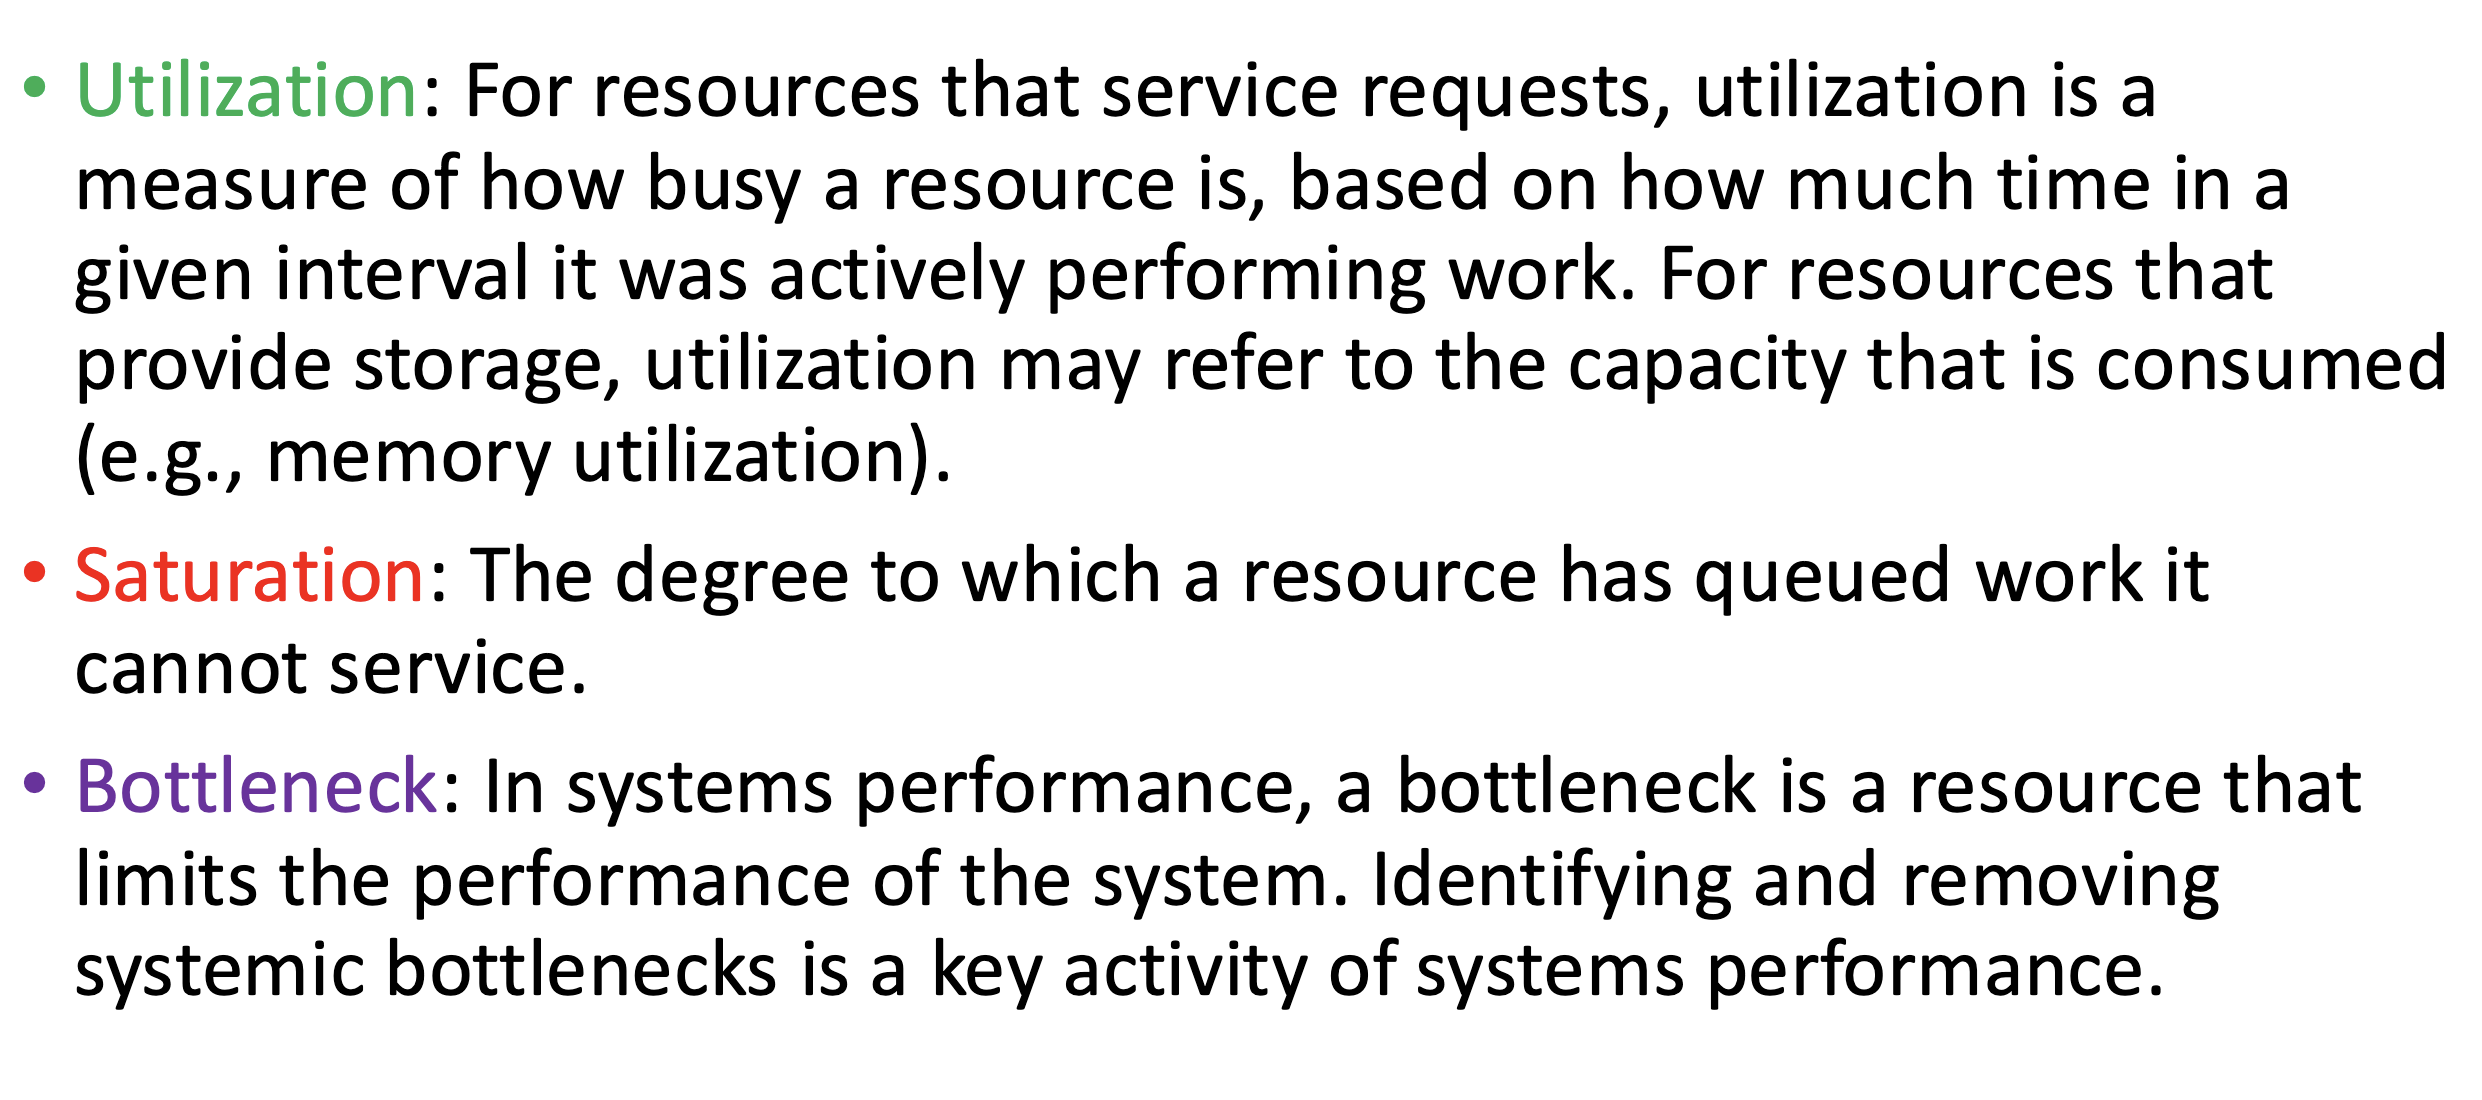 • Utilization: For resources that service requests, utilization is a
measure of how busy a resource is, based on how much time in a
given interval it was actively performing work. For resources that
provide storage, utilization may refer to the capacity that is consumed
(e.g., memory utilization).
• Saturation: The degree to which a resource has queued work it
cannot service.
• Bottleneck: In systems performance, a bottleneck is a resource that
limits the performance of the system. Identifying and removing
systemic bottlenecks is a key activity of systems performance.